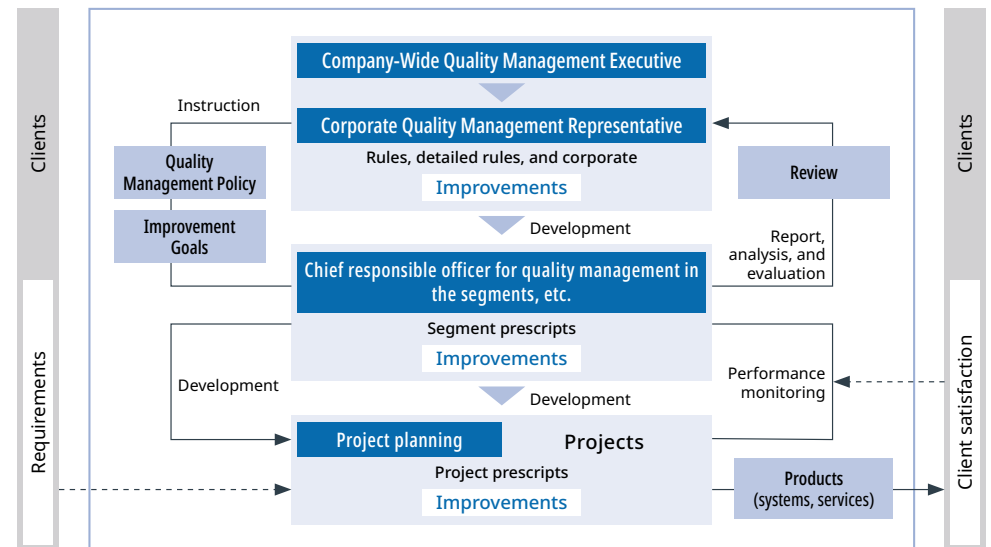 Clients
Requirements
Company-Wide Quality Management Executive
Instruction
Corporate Quality Management Representative
Rules, detailed rules, and corporate
Improvements
Quality
Management Policy
Improvement
Goals
Review
Development
Report,
analysis, and
evaluation
Chief responsible officer for quality management in
the segments, etc.
Segment prescripts
Improvements
Development
Performance
monitoring
Development
Project planning
Projects
Project prescripts
Improvements
Products
(systems, services)
Clients
Client satisfaction